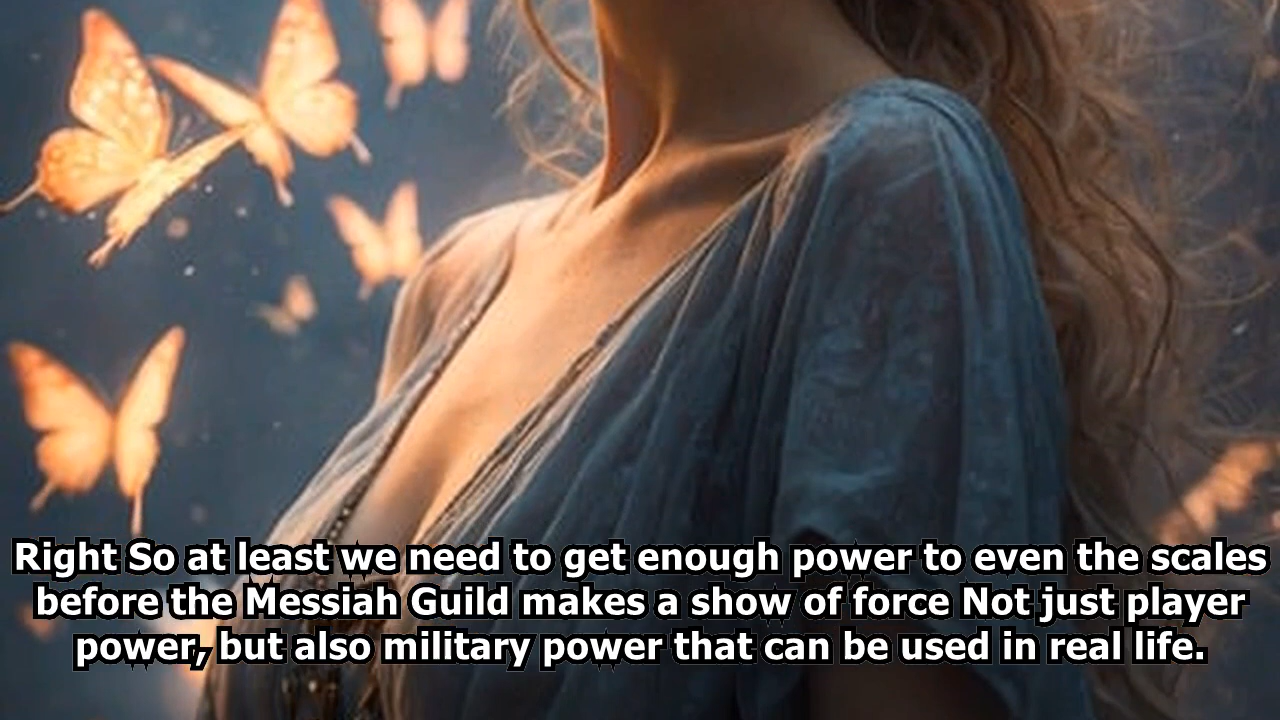 Right So at least we need to get enough power to even the scales
before the Messiah Guild makes a show of force Not just player
power, but also military power that can be used in real life.